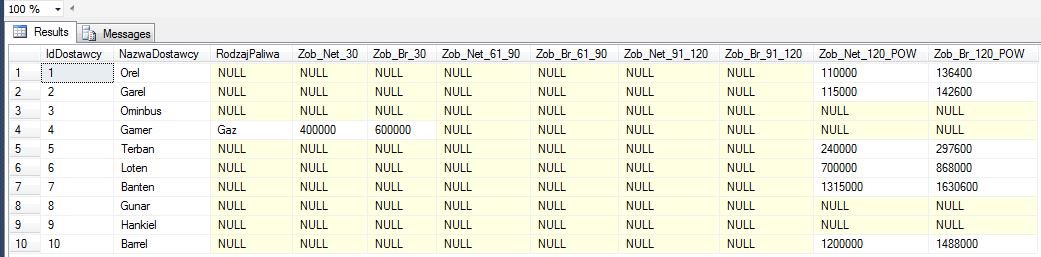 100 %
Results Messages
IdDostawcy NazwaDostawcy RodzajPaliwa Zob_Net_30 Zob_Br_30 Zob_Net_61_90 Zob_Br_61_90 Zob_Net_91_120 Zob_Br_91_120 Zob_Net_120_POW Zob_Br_120_POW
1 1 Orel NULL NULL NULL NULL NULL NULL NULL 110000 136400
2 2 Garel NULL NULL NULL NULL NULL NULL NULL 115000 142600
3 3 Ominbus NULL NULL NULL NULL NULL NULL NULL NULL NULL
4 4 Gamer Gaz 400000 600000 NULL NULL NULL NULL NULL NULL
5 5 Terban NULL NULL NULL NULL NULL NULL NULL 240000 297600
6 6 Loten NULL NULL NULL NULL NULL NULL NULL 700000 868000
7 7 Banten NULL NULL NULL NULL NULL NULL NULL 1315000 1630600
8 8 Gunar NULL NULL NULL NULL NULL NULL NULL NULL NULL
9 9 Hankiel NULL NULL NULL NULL NULL NULL NULL NULL NULL
10 10 Barrel NULL NULL NULL NULL NULL NULL NULL 1200000 1488000